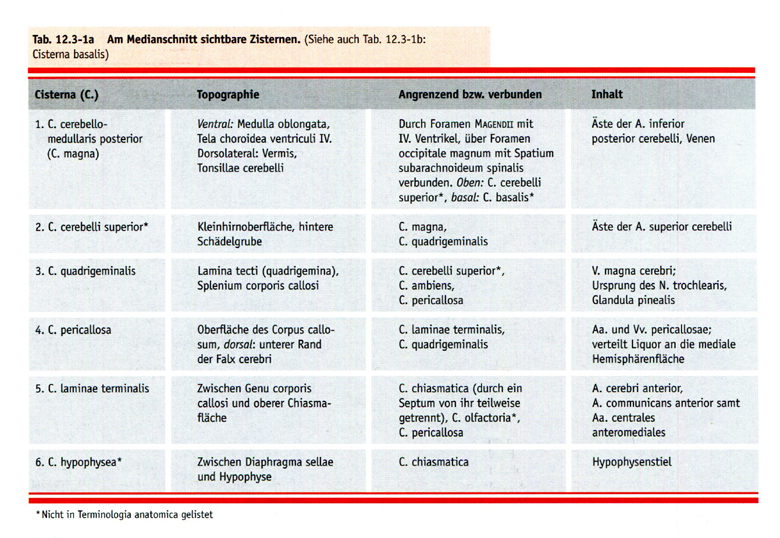 Tab. 12.3-1a Am Medianschnitt sichtbare Zisternen. (Siehe auch Tab. 12.3-1b:
Cisterna basalis)
Cisterna (C.)
Topographie
Angrenzend bzw. verbunden
Inhalt
1. C. cerebello-
medullaris posterior
(C. magna)
Ventral: Medulla oblongata,
Tela choroidea ventriculi IV.
Dorsolateral: Vermis,
Tonsillae cerebelli
Durch Foramen MAGENDII mit
IV. Ventrikel, über Foramen
occipitale magnum mit Spatium
subarachnoideum spinalis
verbunden. Oben: C. cerebelli
superior*, basal: C. basalis*
Äste der A. inferior
posterior cerebelli, Venen
2. C. cerebelli superior*
Kleinhirnoberfläche, hintere
Schädelgrube
C. magna,
C. quadrigeminalis
Äste der A. superior cerebelli
3. C. quadrigeminalis
Lamina tecti (quadrigemina),
Splenium corporis callosi
C. cerebelli superior*,
C. ambiens,
C. pericallosa
V. magna cerebri;
Ursprung des N. trochlearis,
Glandula pinealis
4. C. pericallosa
Oberfläche des Corpus callo-
sum, dorsal: unterer Rand
der Falx cerebri
C. laminae terminalis,
C. quadrigeminalis
Aa. und Vv. pericallosae;
verteilt Liquor an die mediale
Hemisphärenfläche
5. C. laminae terminalis
Zwischen Genu corporis
callosi und oberer Chiasma-
fläche
C. chiasmatica (durch ein
Septum von ihr teilweise
getrennt), C. olfactoria*,
C. pericallosa
A. cerebri anterior,
A. communicans anterior samt
Aa. centrales
anteromediales
6. C. hypophysea*
Zwischen Diaphragma sellae
und Hypophyse
C. chiasmatica
Hypophysenstiel
* Nicht in Terminologia anatomica gelistet